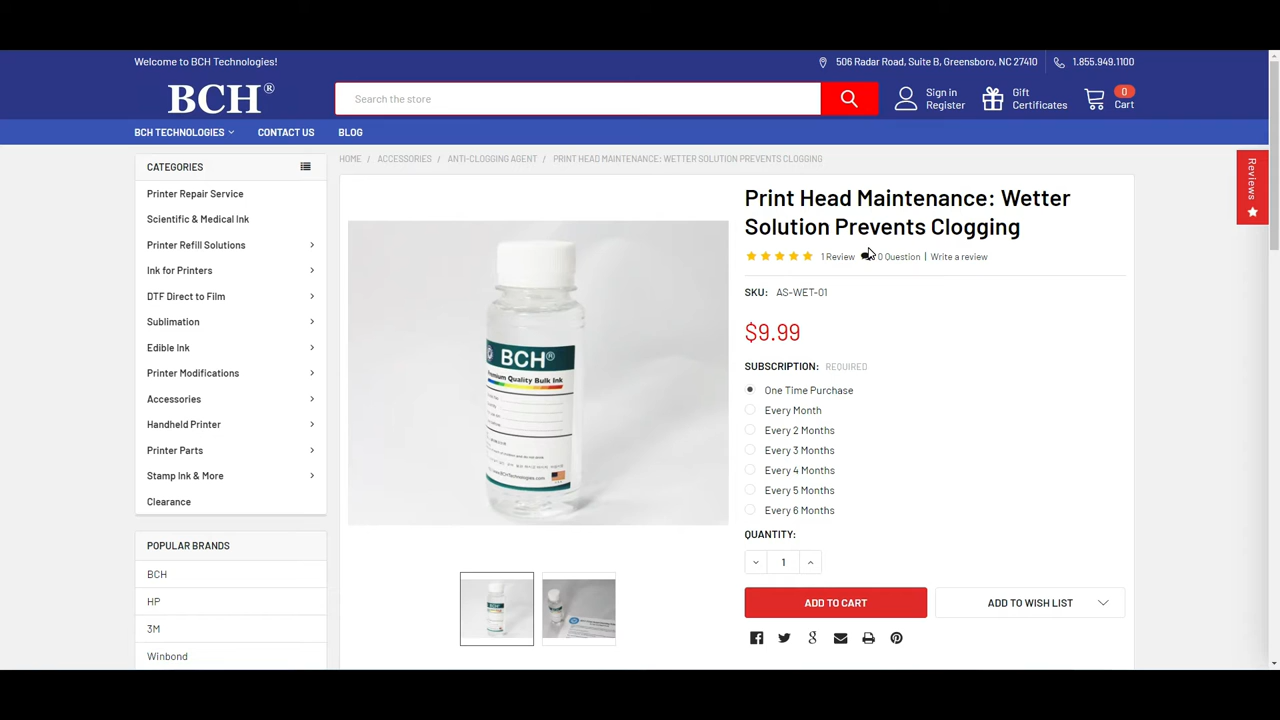 Welcome to BCH Technologies!
506 Radar Road, Suite B, Greensboro, NC 27410
1.855.949.1100
BCH®
Search the store
Sign in
Register
Gift
Certificates
0
Cart
BCH TECHNOLOGIES
CONTACT US
BLOG
CATEGORIES
Printer Repair Service
Scientific & Medical Ink
Printer Refill Solutions
Ink for Printers
DTF Direct to Film
Sublimation
Edible Ink
Printer Modifications
Accessories
Handheld Printer
Printer Parts
Stamp Ink & More
Clearance
POPULAR BRANDS
BCH
HP
3M
Winbond
HOME / ACCESSORIES / ANTI-CLOGGING AGENT / PRINT HEAD MAINTENANCE: WETTER SOLUTION PREVENTS CLOGGING
BCH®
Premium Quality Bulk Ink
www.BCHTechnologies.com
Print Head Maintenance: Wetter
Solution Prevents Clogging
1 Review 0 Question | Write a review
SKU: AS-WET-01
$9.99
SUBSCRIPTION: REQUIRED
One Time Purchase
Every Month
Every 2 Months
Every 3 Months
Every 4 Months
Every 5 Months
Every 6 Months
QUANTITY:
1
ADD TO CART
ADD TO WISH LIST
Reviews